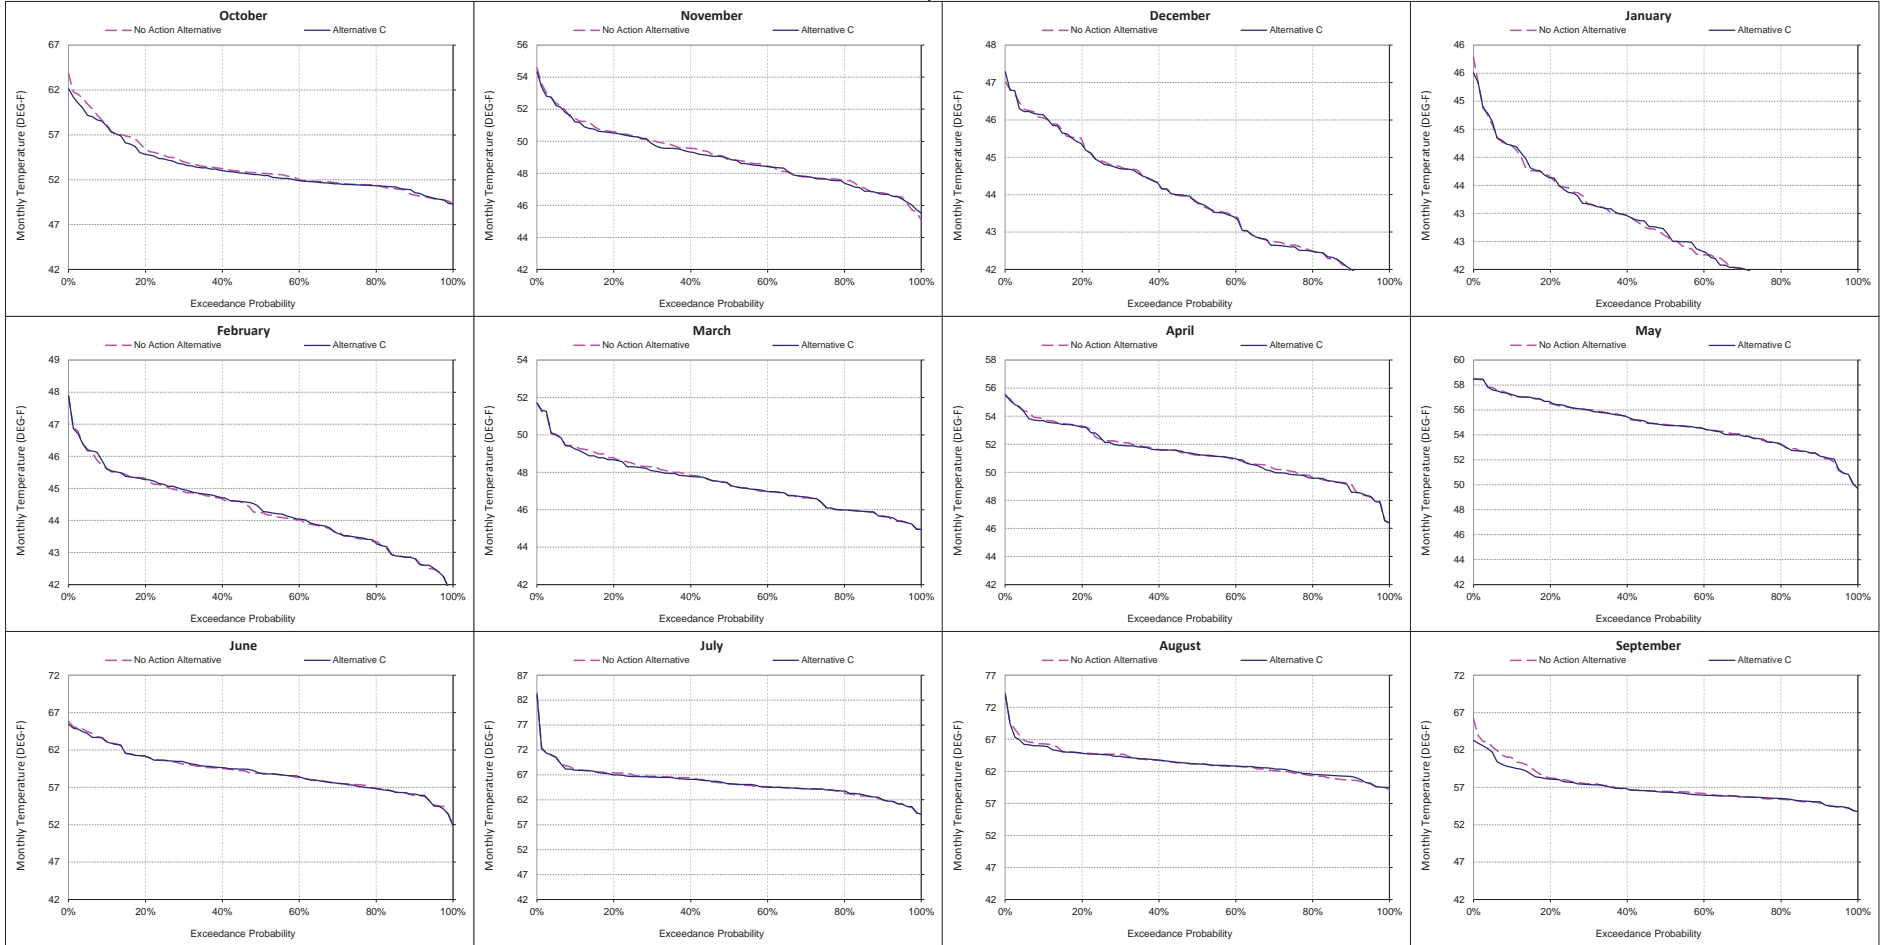 October
No Action Alternative Alternative C
67
62
57
52
47
42
0% 20% 40% 60% 80% 100%
Monthly Temperature (DEG-F)
Exceedance Probability
November
No Action Alternative Alternative C
56
54
52
50
48
46
44
42
0% 20% 40% 60% 80% 100%
Monthly Temperature (DEG-F)
Exceedance Probability
December
No Action Alternative Alternative C
48
47
46
45
44
43
42
0% 20% 40% 60% 80% 100%
Monthly Temperature (DEG-F)
Exceedance Probability
January
No Action Alternative Alternative C
46
46
45
45
44
44
43
43
42
0% 20% 40% 60% 80% 100%
Monthly Temperature (DEG-F)
Exceedance Probability
February
No Action Alternative Alternative C
49
48
47
46
45
44
43
42
0% 20% 40% 60% 80% 100%
Monthly Temperature (DEG-F)
Exceedance Probability
March
No Action Alternative Alternative C
54
52
50
48
46
44
42
0% 20% 40% 60% 80% 100%
Monthly Temperature (DEG-F)
Exceedance Probability
April
No Action Alternative Alternative C
58
56
54
52
50
48
46
44
42
0% 20% 40% 60% 80% 100%
Monthly Temperature (DEG-F)
Exceedance Probability
May
No Action Alternative Alternative C
60
58
56
54
52
50
48
46
44
42
0% 20% 40% 60% 80% 100%
Monthly Temperature (DEG-F)
Exceedance Probability
June
No Action Alternative Alternative C
72
67
62
57
52
47
42
0% 20% 40% 60% 80% 100%
Monthly Temperature (DEG-F)
Exceedance Probability
July
No Action Alternative Alternative C
87
82
77
72
67
62
57
52
47
42
0% 20% 40% 60% 80% 100%
Monthly Temperature (DEG-F)
Exceedance Probability
August
No Action Alternative Alternative C
77
72
67
62
57
52
47
42
0% 20% 40% 60% 80% 100%
Monthly Temperature (DEG-F)
Exceedance Probability
September
No Action Alternative Alternative C
72
67
62
57
52
47
42
0% 20% 40% 60% 80% 100%
Monthly Temperature (DEG-F)
Exceedance Probability